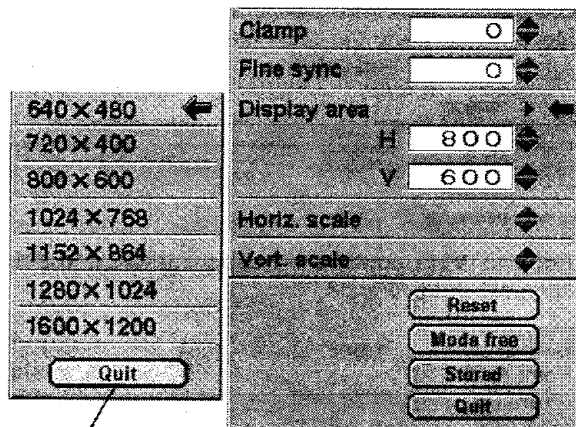 640×480
720×400
800×600
1024×768
1152×864
1280×1024
1600×1200
Quit
Clamp 0
Fine sync 0
Display area
H 800
V 600
Horiz. scale
Vert. scale
Reset
Mode free
Stored
Quit